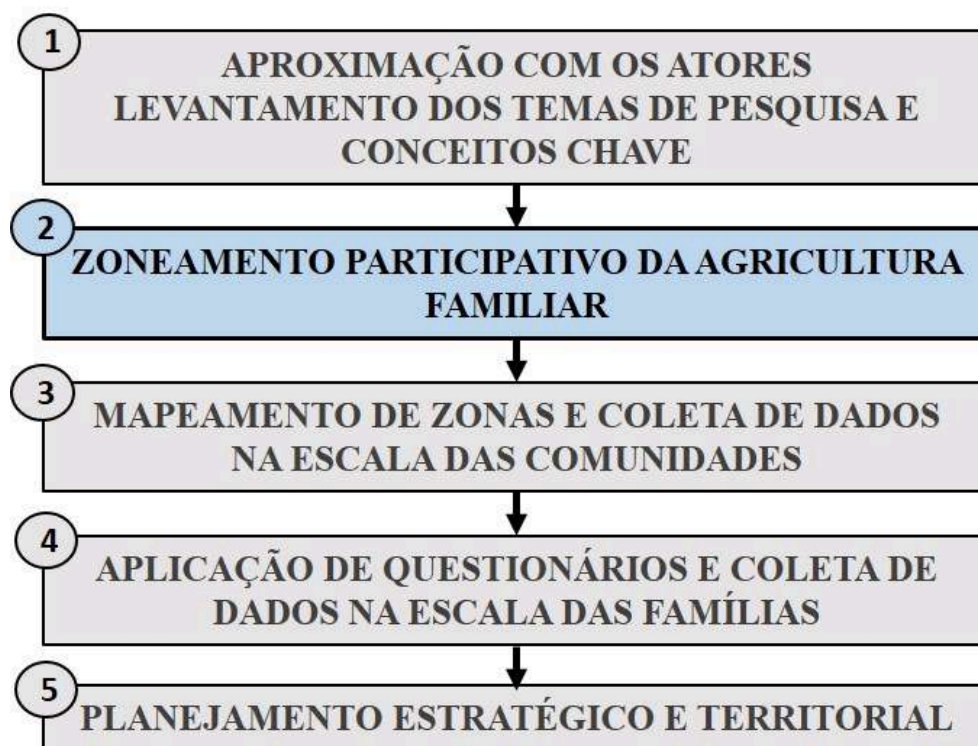 1
APROXIMAÇÃO COM OS ATORES
LEVANTAMENTO DOS TEMAS DE PESQUISA E
CONCEITOS CHAVE
2
ZONEAMENTO PARTICIPATIVO DA AGRICULTURA
FAMILIAR
3
MAPEAMENTO DE ZONAS E COLETA DE DADOS
NA ESCALA DAS COMUNIDADES
4
APLICAÇÃO DE QUESTIONÁRIOS E COLETA DE
DADOS NA ESCALA DAS FAMÍLIAS
5
PLANEJAMENTO ESTRATÉGICO E TERRITORIAL